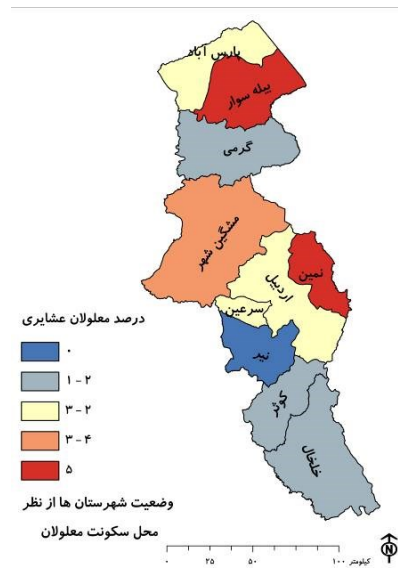 پارس آباد
بیله سوار
گرمی
مشگین شهر
نمین
اردبیل
سرعین
نیر
کوثر
خلخال
درصد معلولان عشایری
۰
۱ - ۲
۳ - ۲
۳ - ۴
۵
وضعیت شهرستان ها از نظر
محل سکونت معلولان
۰ ۲۵ ۵۰ ۱۰۰ کیلومتر
N